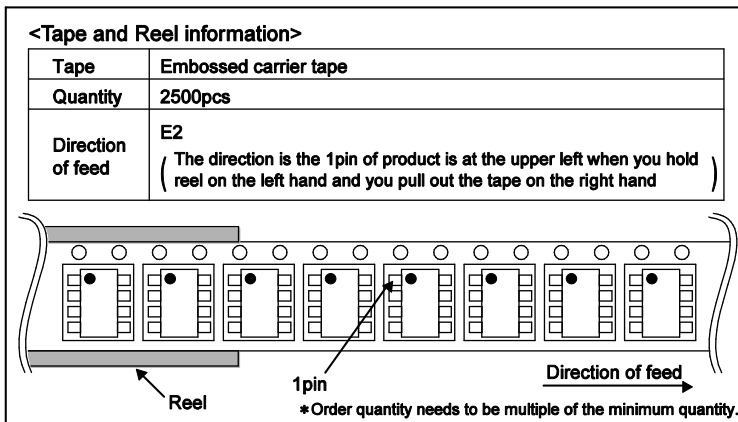 <Tape and Reel information>
Tape Embossed carrier tape
Quantity 2500pcs
Direction of feed E2
( The direction is the 1pin of product is at the upper left when you hold
reel on the left hand and you pull out the tape on the right hand )
1pin
Direction of feed
Reel
*Order quantity needs to be multiple of the minimum quantity.